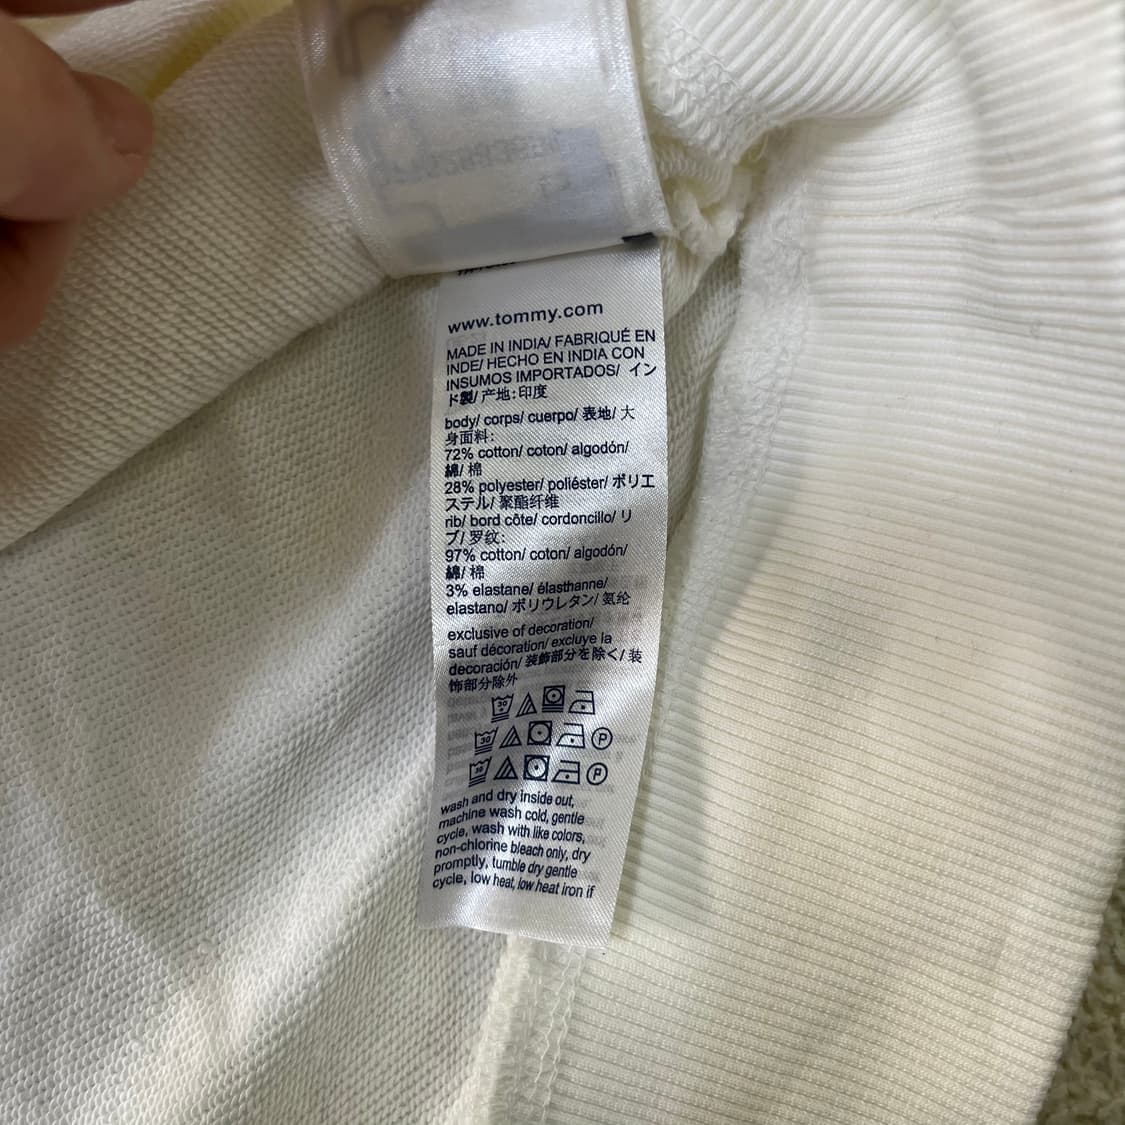 www.tommy.com
MADE IN INDIA/ FABRIQUÉ EN
INDE/ HECHO EN INDIA CON
INSUMOS IMPORTADOS/ イン
ド製/ 产地:印度
body/ corps/ cuerpo/ 表地/ 大
身面料:
72% cotton/ coton/ algodón/
綿/ 棉
28% polyester/ poliéster/ ポリエ
ステル/ 聚酯纤维
rib/ bord côte/ cordoncillo/ リ
ブ/ 罗纹:
97% cotton/ coton/ algodón/
綿/ 棉
3% elastane/ élasthanne/
elastano/ ポリウレタン/ 氨纶
exclusive of decoration/
sauf décoration/ excluye la
decoración/ 装飾部分を除く/ 装
饰部分除外
30
30 P
30 P
wash and dry inside out,
machine wash cold, gentle
cycle, wash with like colors,
non-chlorine bleach only, dry
promptly, tumble dry gentle
cycle, low heat, low heat iron if